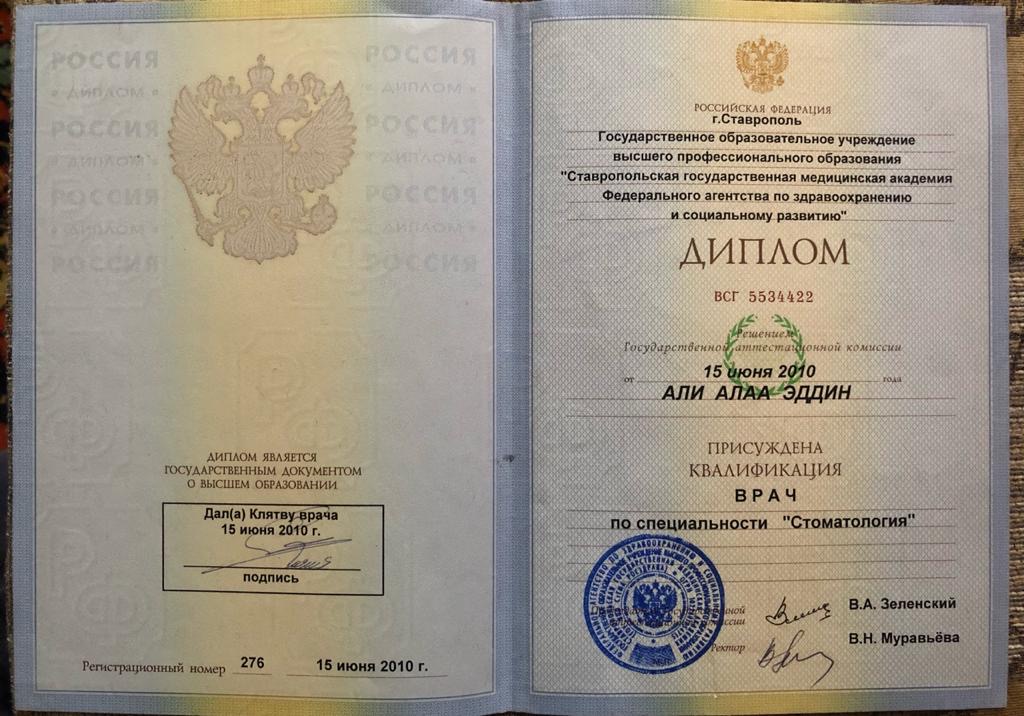 РОССИЯ РОССИЯ
ДИПЛОМ ДИПЛОМ
РОССИЯ РОССИЯ
ДИПЛОМ ДИПЛОМ
РОССИЯ РОССИЯ
ДИПЛОМ ДИПЛОМ
РОССИЯ РОССИЯ
ДИПЛОМ ЯВЛЯЕТСЯ
ГОСУДАРСТВЕННЫМ ДОКУМЕНТОМ
О ВЫСШЕМ ОБРАЗОВАНИИ
Дал(а) Клятву врача
15 июня 2010 г.
подпись
Регистрационный номер 276 15 июня 2010 г.
РОССИЙСКАЯ ФЕДЕРАЦИЯ
г.Ставрополь
Государственное образовательное учреждение
высшего профессионального образования
"Ставропольская государственная медицинская академия
Федерального агентства по здравоохранению
и социальному развитию"
ДИПЛОМ
ВСГ 5534422
Решением
Государственной аттестационной комиссии
от 15 июня 2010 года
АЛИ АЛАА ЭДДИН
ПРИСУЖДЕНА
КВАЛИФИКАЦИЯ
ВРАЧ
по специальности "Стоматология"
Председатель Государственной
аттестационной комиссии
В.А. Зеленский
Ректор
В.Н. Муравьёва